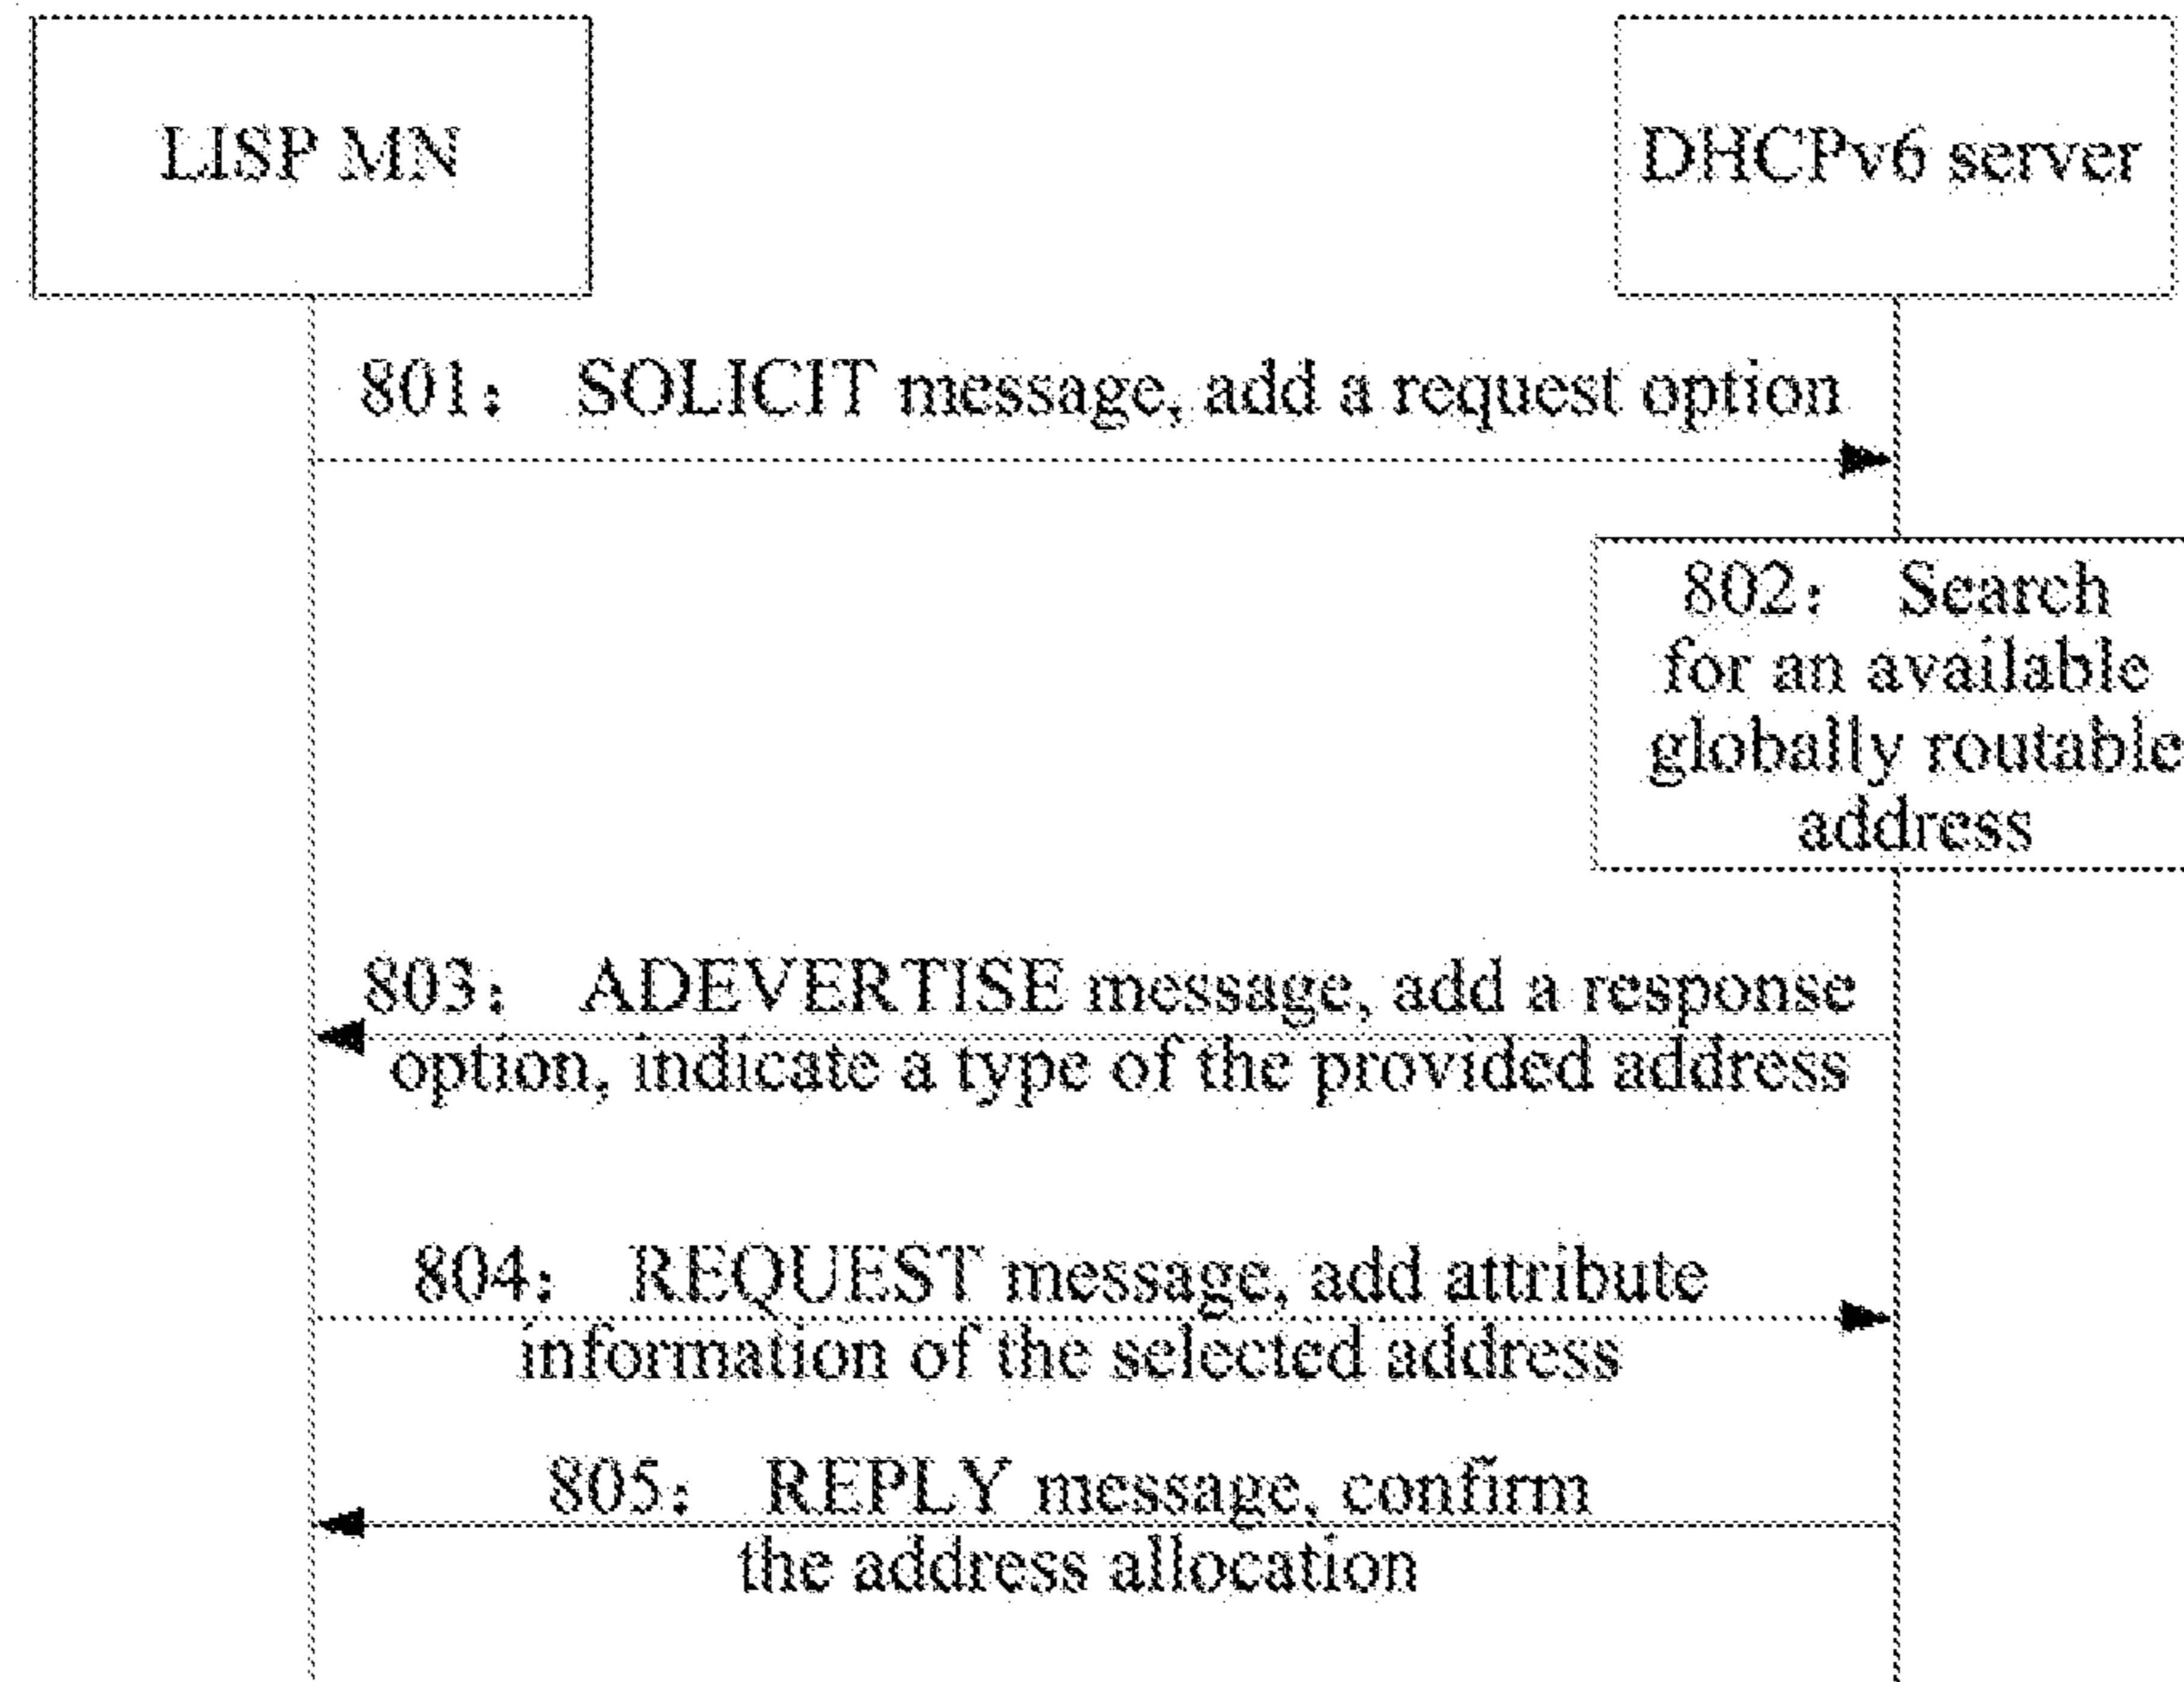 LISP MN
DHCPv6 server
801： SOLICIT message, add a request option
802： Search
for an available
globally routable
address
803： ADEVERTISE message, add a response
option, indicate a type of the provided address
804： REQUEST message, add attribute
information of the selected address
805： REPLY message, confirm
the address allocation